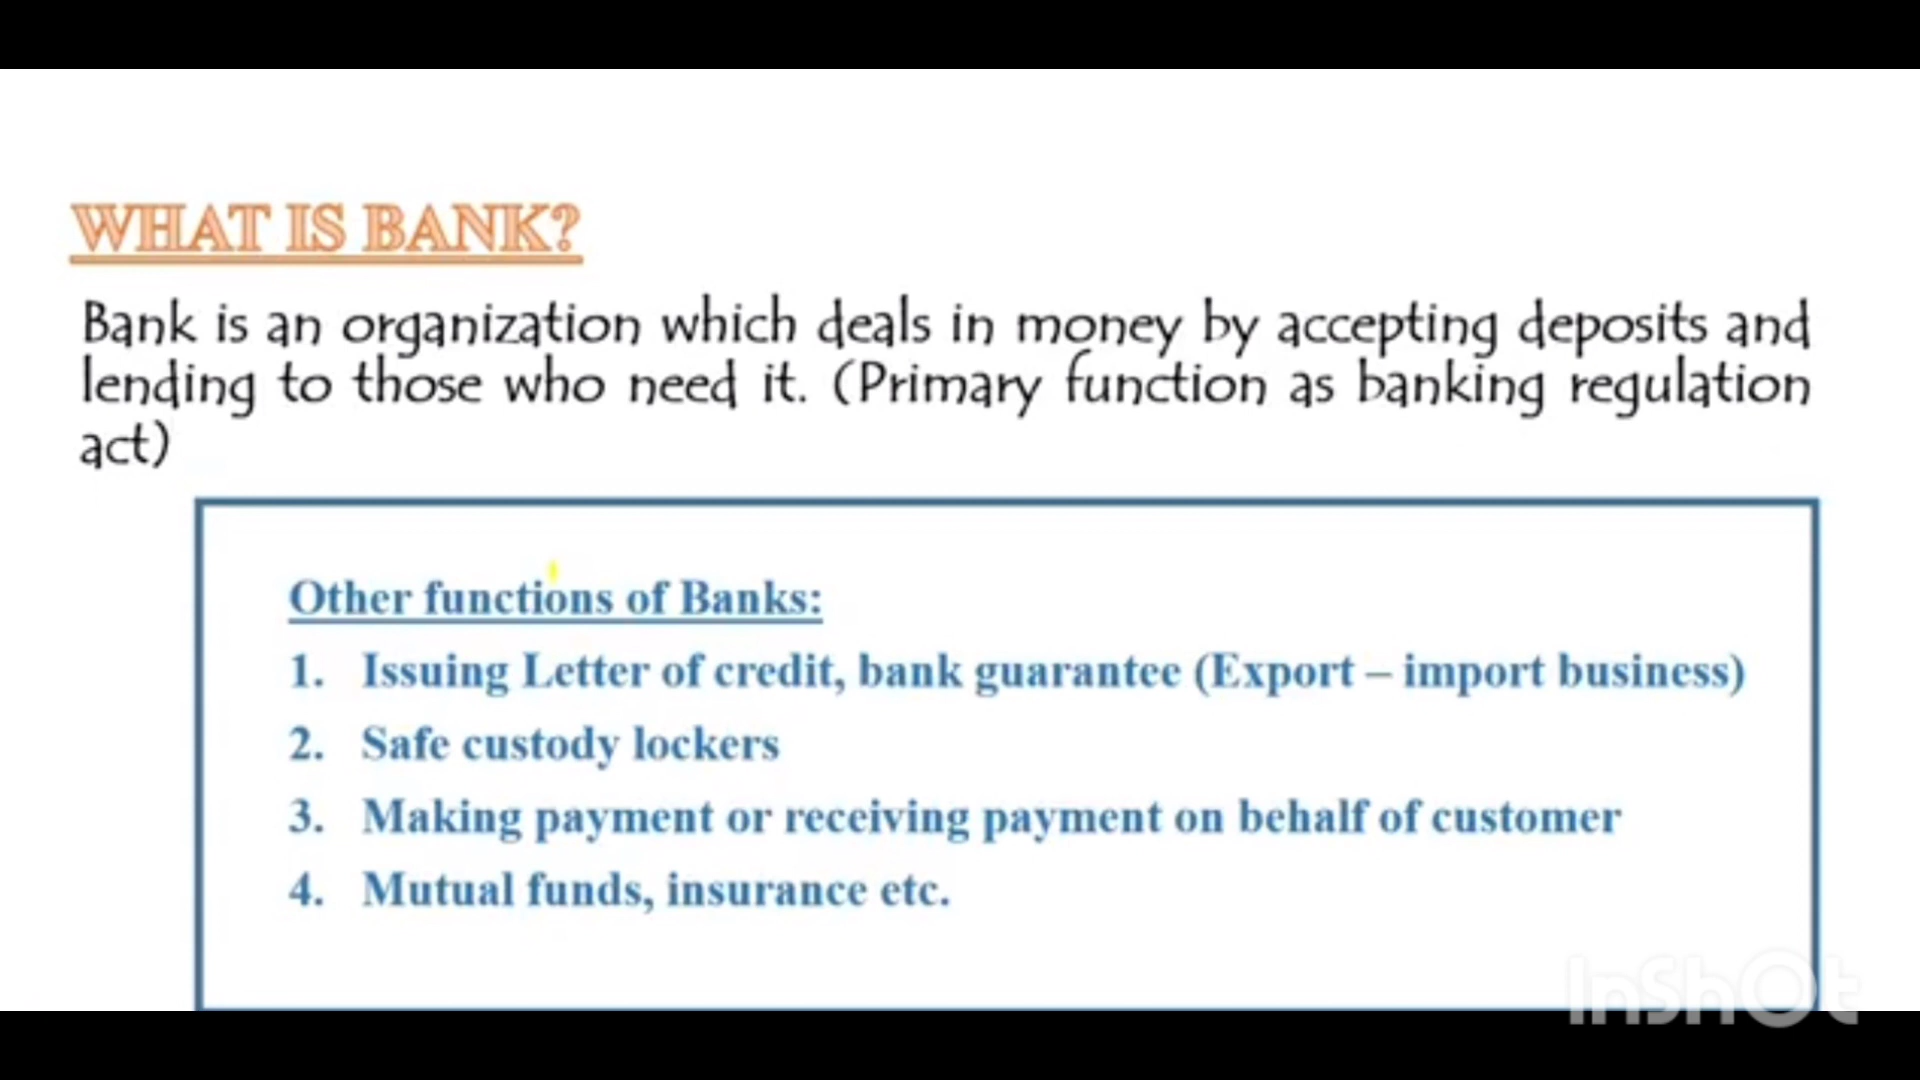 WHAT IS BANK?
Bank is an organization which deals in money by accepting deposits and
lending to those who need it. (Primary function as banking regulation
act)
Other functions of Banks:
1. Issuing Letter of credit, bank guarantee (Export – import business)
2. Safe custody lockers
3. Making payment or receiving payment on behalf of customer
4. Mutual funds, insurance etc.
InShOt